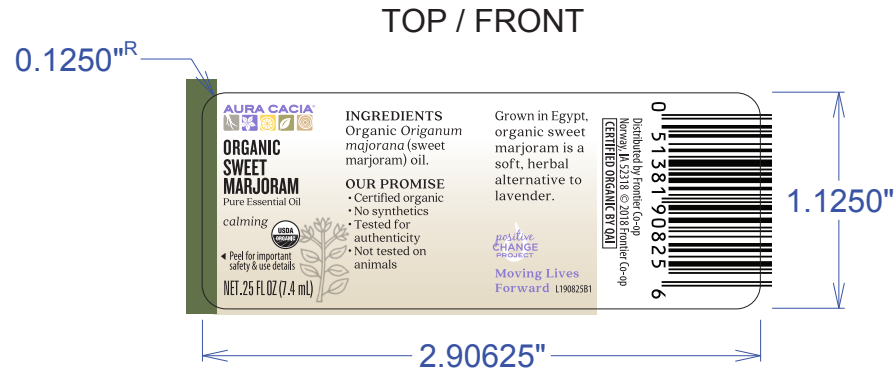 TOP / FRONT
0.1250"R
AURA CACIA®
ORGANIC
SWEET
MARJORAM
Pure Essential Oil
calming
USDA
ORGANIC
◄ Peel for important
safety & use details
NET .25 FL OZ (7.4 mL)
INGREDIENTS
Organic Origanum
majorana (sweet
marjoram) oil.
OUR PROMISE
• Certified organic
• No synthetics
• Tested for
authenticity
• Not tested on
animals
Grown in Egypt,
organic sweet
marjoram is a
soft, herbal
alternative to
lavender.
positive
CHANGE
PROJECT
Moving Lives
Forward L190825B1
Distributed by Frontier Co-op
Norway, IA 52318 © 2018 Frontier Co-op
CERTIFIED ORGANIC BY QAI
0 51381 90825 6
1.1250"
2.90625"